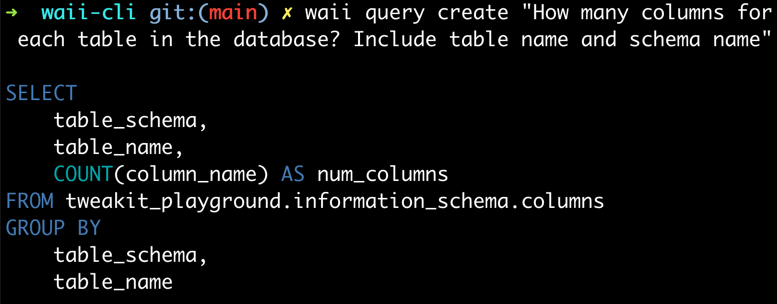 ➜  waii-cli git:(main) ✗ waii query create "How many columns for
 each table in the database? Include table name and schema name"
SELECT
    table_schema,
    table_name,
    COUNT(column_name) AS num_columns
FROM tweakit_playground.information_schema.columns
GROUP BY
    table_schema,
    table_name